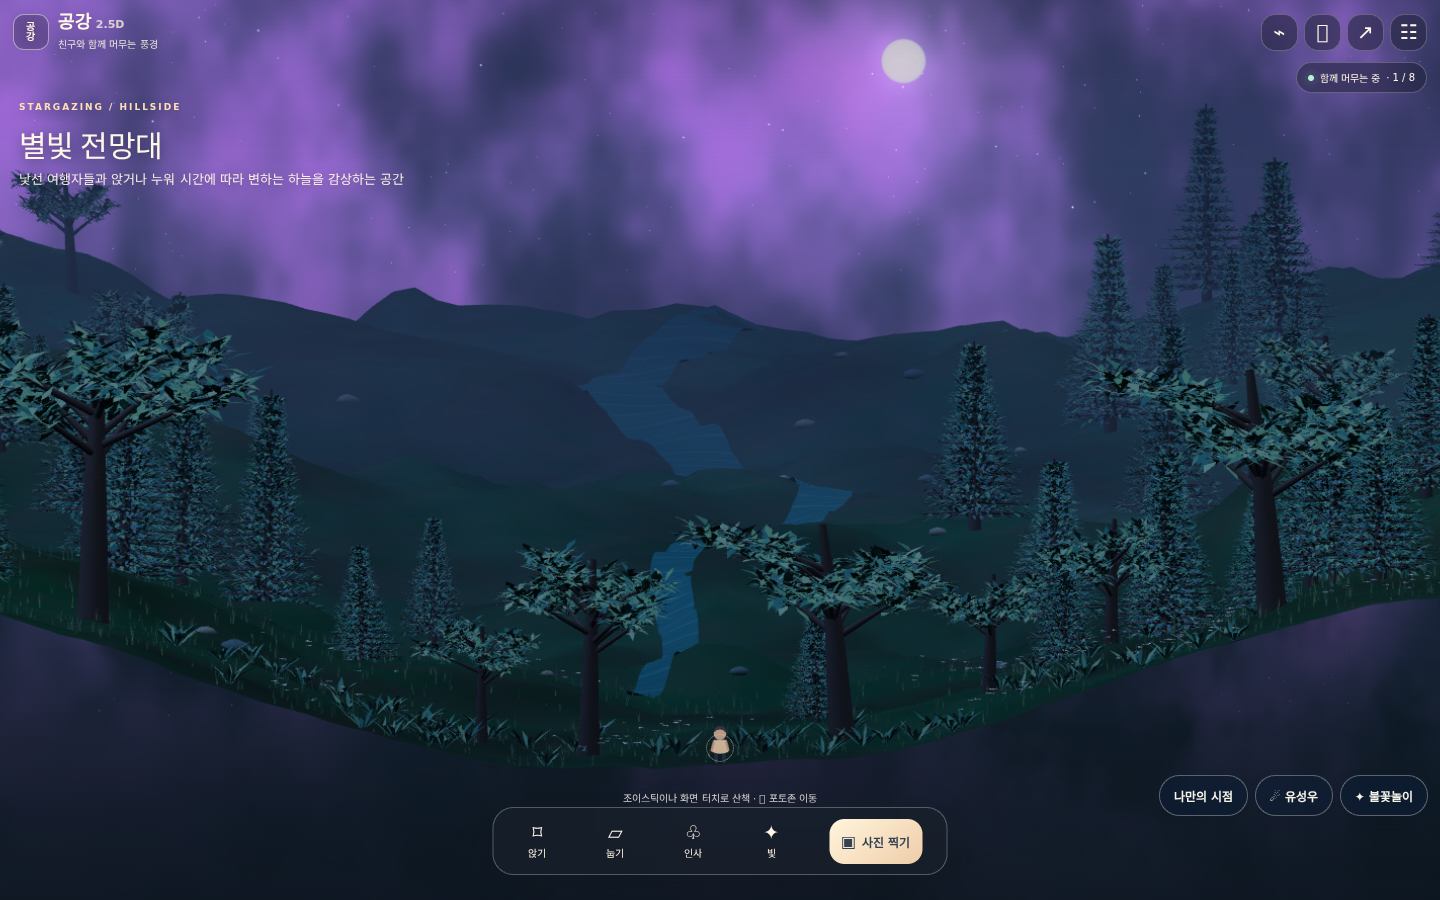 공강
공강 2.5D
친구와 함께 머무는 풍경
함께 머무는 중 · 1 / 8
STARGAZING / HILLSIDE
별빛 전망대
낯선 여행자들과 앉거나 누워 시간에 따라 변하는 하늘을 감상하는 공간
나만의 시점
☄ 유성우
✦ 불꽃놀이
조이스틱이나 화면 터치로 산책 · ▯ 포토존 이동
앉기
눕기
인사
빛
사진 찍기